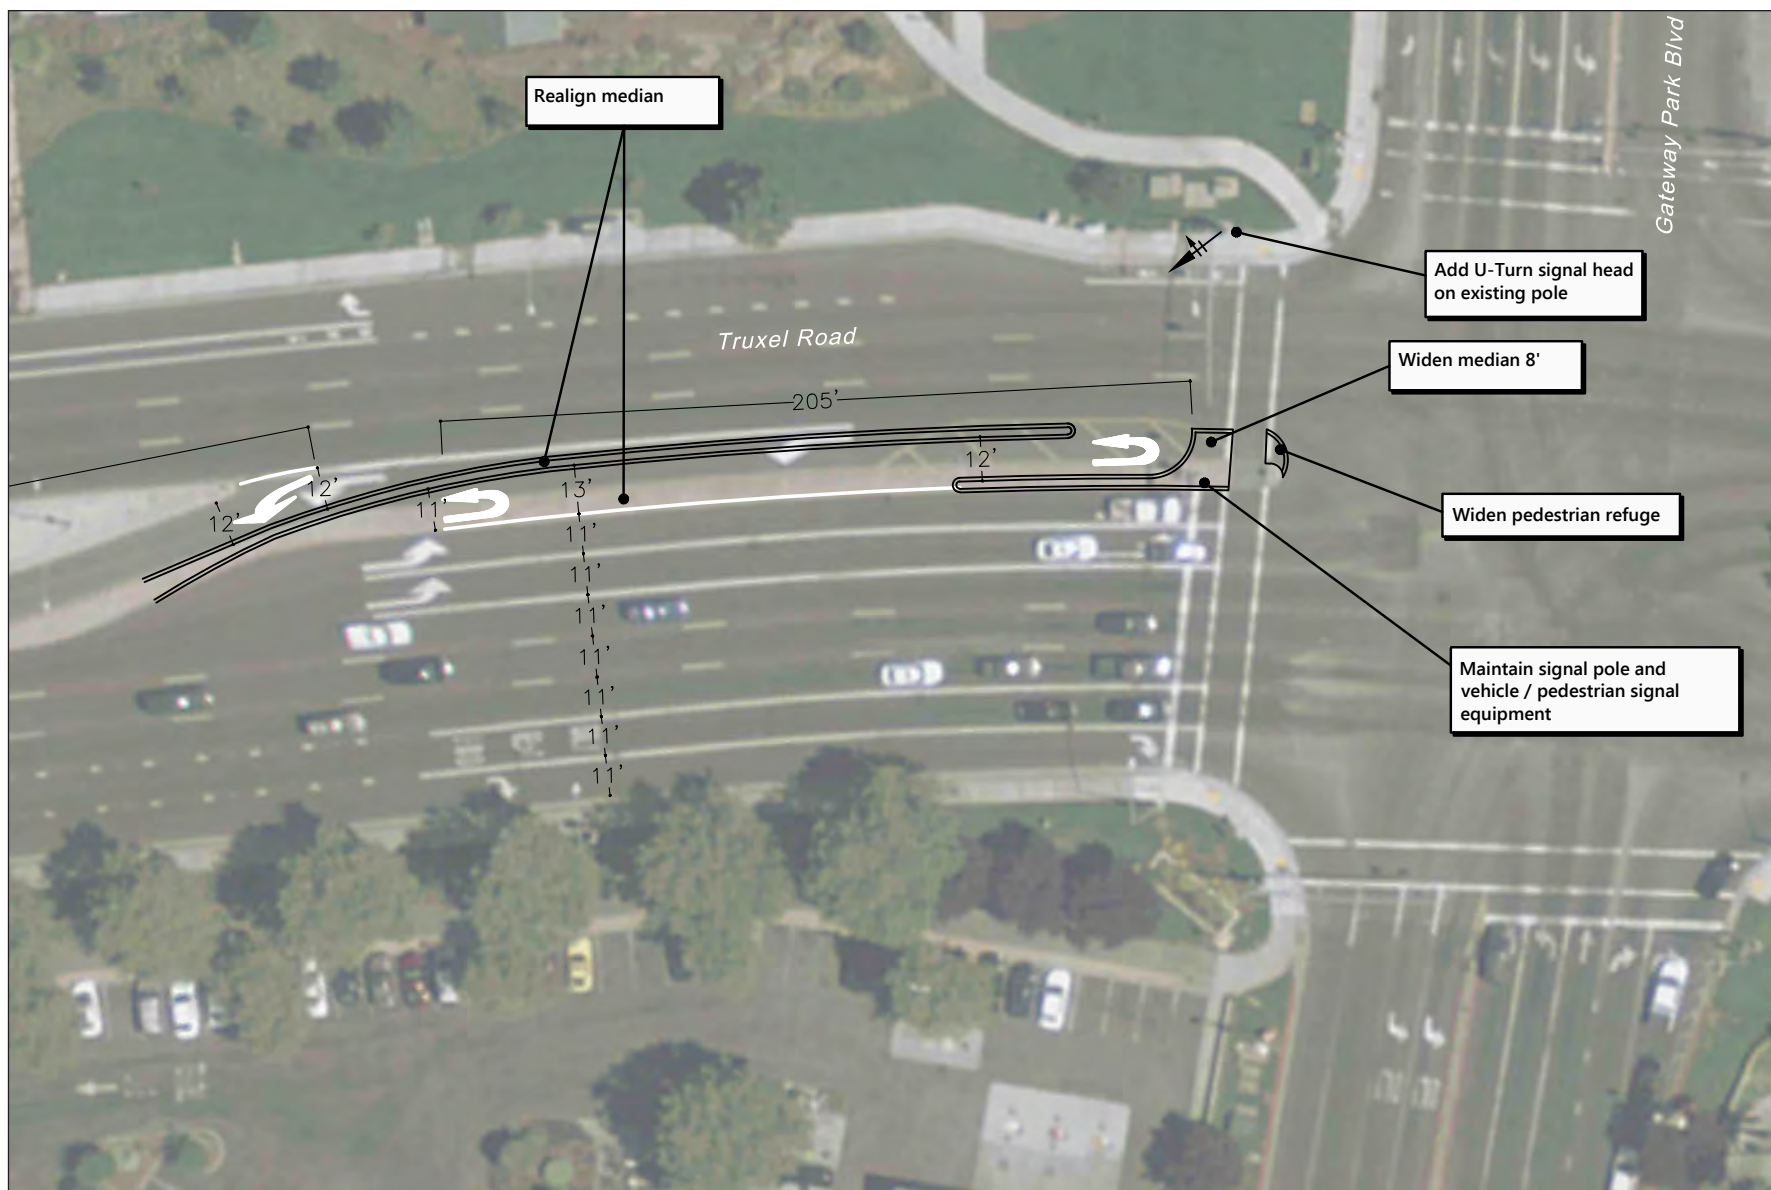 Gateway Park Blvd
Realign median
Add U-Turn signal head
on existing pole
Truxel Road
Widen median 8'
205'
12'
12'
12'
11'
13'
11'
11'
11'
11'
11'
11'
11'
Widen pedestrian refuge
Maintain signal pole and
vehicle / pedestrian signal
equipment